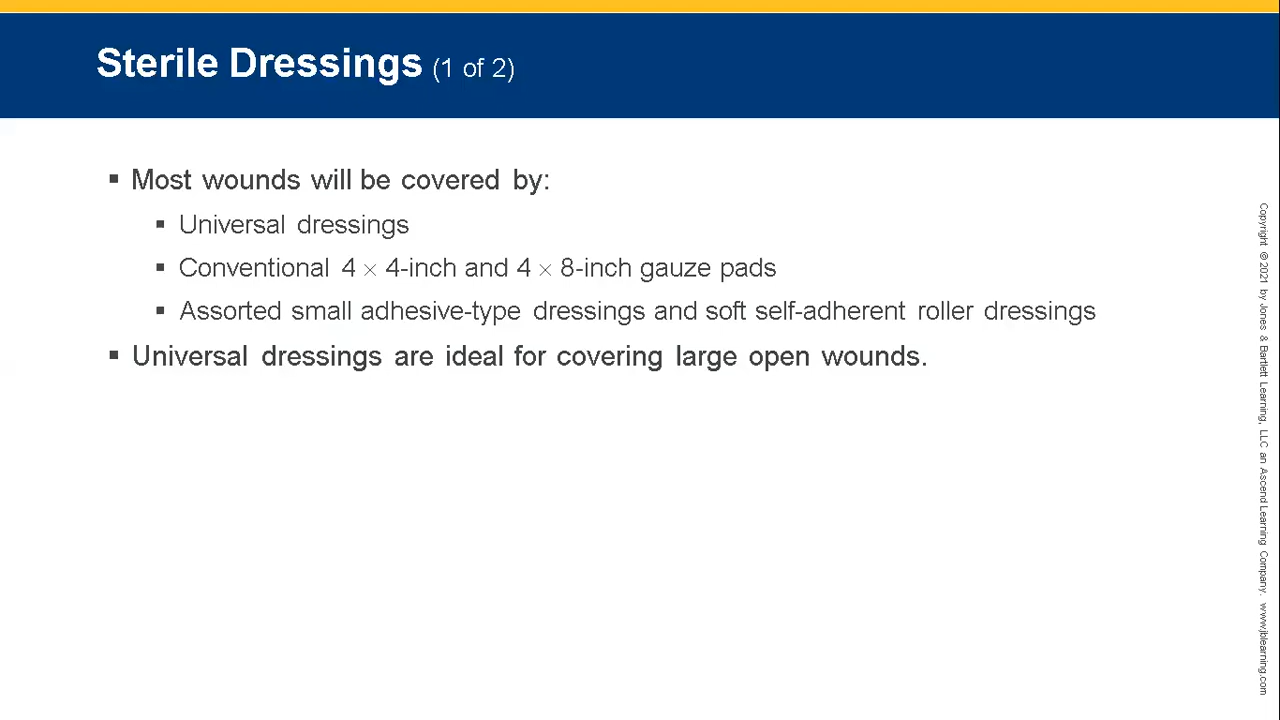 Sterile Dressings (1 of 2)
▪ Most wounds will be covered by:
▪ Universal dressings
▪ Conventional 4 × 4-inch and 4 × 8-inch gauze pads
▪ Assorted small adhesive-type dressings and soft self-adherent roller dressings
▪ Universal dressings are ideal for covering large open wounds.
Copyright © 2021 by Jones & Bartlett Learning, LLC an Ascend Learning Company. www.jblearning.com